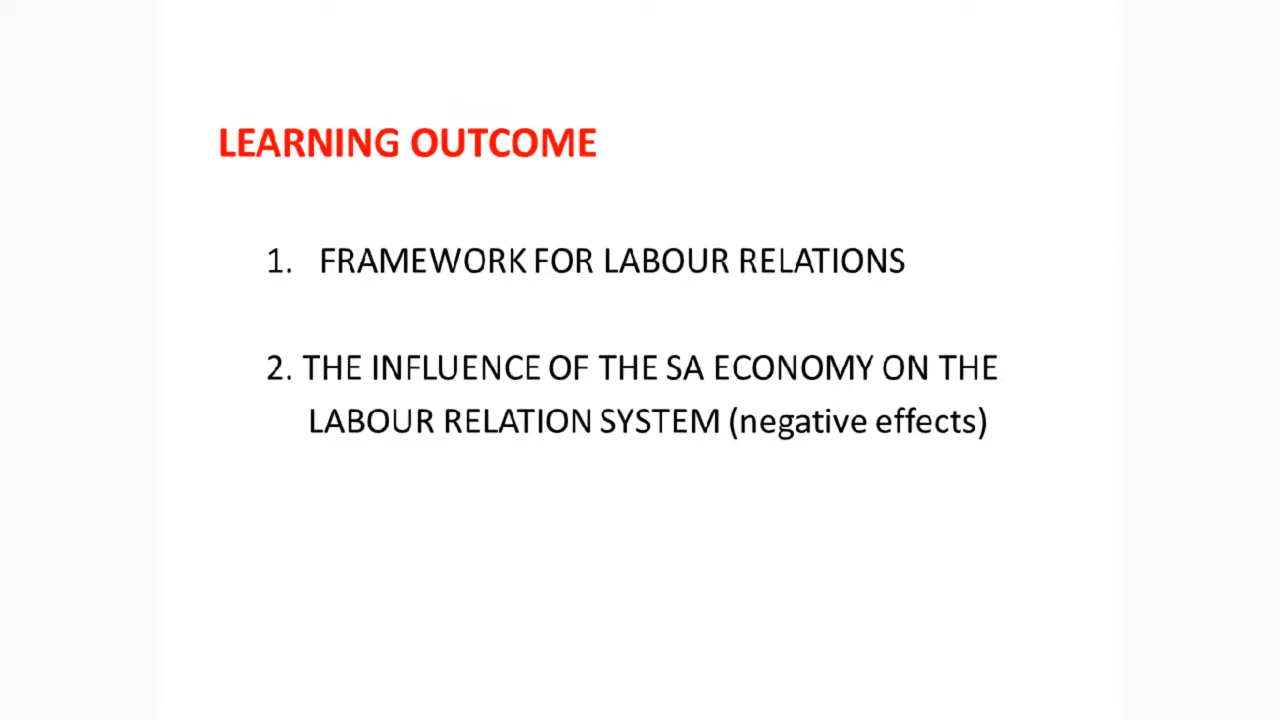 LEARNING OUTCOME
1. FRAMEWORK FOR LABOUR RELATIONS
2. THE INFLUENCE OF THE SA ECONOMY ON THE
LABOUR RELATION SYSTEM (negative effects)